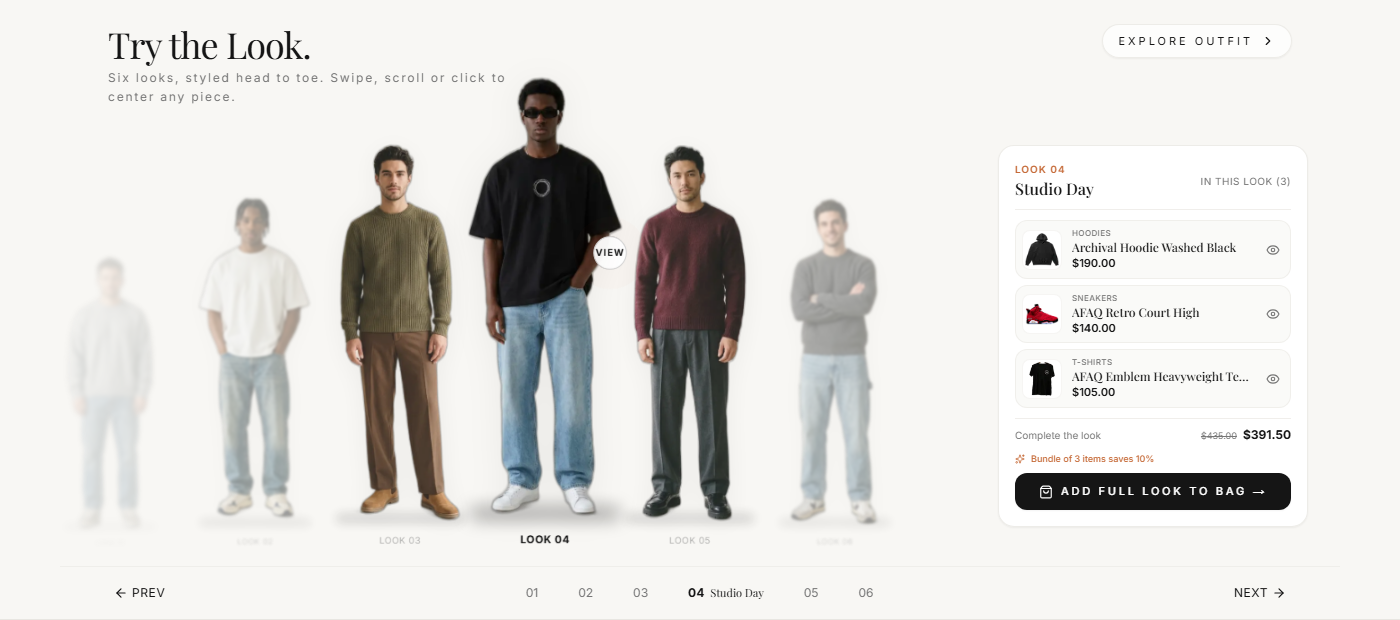 Try the Look.
EXPLORE OUTFIT
Six looks, styled head to toe. Swipe, scroll or click to
center any piece.
VIEW
LOOK 02
LOOK 03
LOOK 04
LOOK 05
LOOK 06
LOOK 04
Studio Day
IN THIS LOOK (3)
HOODIES
Archival Hoodie Washed Black
$190.00
SNEAKERS
AFAQ Retro Court High
$140.00
T-SHIRTS
AFAQ Emblem Heavyweight Te...
$105.00
Complete the look $435.00 $391.50
Bundle of 3 items saves 10%
ADD FULL LOOK TO BAG →
← PREV
01 02 03 04 Studio Day 05 06
NEXT →